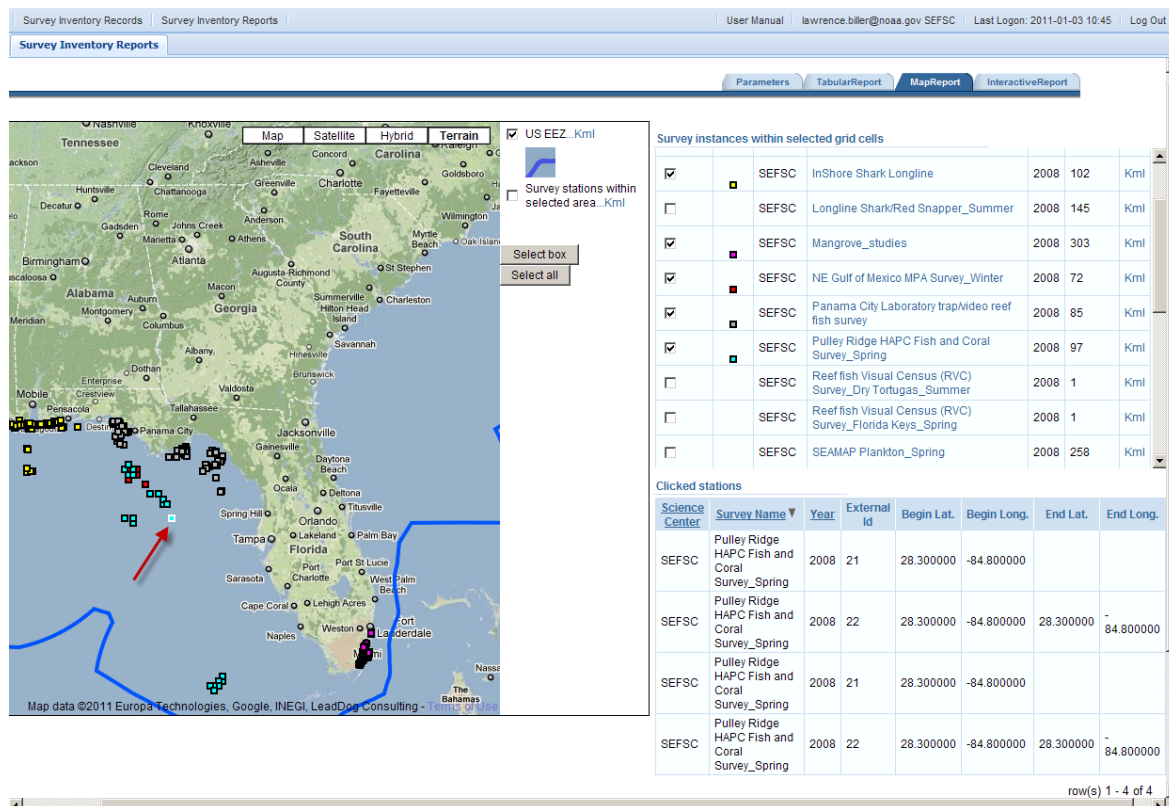 Survey Inventory Records Survey Inventory Reports User Manual lawrence.biller@noaa.gov SEFSC Last Logon: 2011-01-03 10:45 Log Out
Survey Inventory Reports
Parameters TabularReport MapReport InteractiveReport
Map Satellite Hybrid Terrain
US EEZ...Kml
Survey stations within
selected area...Kml
Select box
Select all
Nashville Knoxville
Tennessee
Raleigh
Asheville Concord Carolina
Cleveland
Goldsboro
Huntsville Chattanooga Greenville Charlotte Fayetteville
Decatur
Rome Anderson Wilmington
Gadsden Johns Creek
Marietta Athens South Myrtle
Carolina Beach Oak Island
Birmingham Atlanta
Augusta-Richmond St Stephen
County
Macon
Alabama Auburn Summerville Charleston
Montgomery Georgia Hilton Head
Meridian Columbus Island
Savannah
Albany Hinesville
Dothan
Enterprise Brunswick
Mobile Crestview Valdosta
Pensacola Tallahassee
Destin Panama City Jacksonville
Gainesville
Daytona
Beach
Ocala Deltona
Spring Hill Titusville
Orlando
Tampa Lakeland Palm Bay
Florida
Port Port St Lucie
Sarasota Charlotte West Palm
Beach
Cape Coral Lehigh Acres
Fort
Naples Weston Lauderdale
Miami
Nassa
The
Bahamas
Map data ©2011 Europa Technologies, Google, INEGI, LeadDog Consulting - Terms of Use
Survey instances within selected grid cells
SEFSC InShore Shark Longline 2008 102 Kml
SEFSC Longline Shark/Red Snapper_Summer 2008 145 Kml
SEFSC Mangrove_studies 2008 303 Kml
SEFSC NE Gulf of Mexico MPA Survey_Winter 2008 72 Kml
SEFSC Panama City Laboratory trap/video reef 2008 85 Kml
fish survey
SEFSC Pulley Ridge HAPC Fish and Coral 2008 97 Kml
Survey_Spring
SEFSC Reef fish Visual Census (RVC) 2008 1 Kml
Survey_Dry Tortugas_Summer
SEFSC Reef fish Visual Census (RVC) 2008 1 Kml
Survey_Florida Keys_Spring
SEFSC SEAMAP Plankton_Spring 2008 258 Kml
Clicked stations
Science Survey Name Year External Begin Lat. Begin Long. End Lat. End Long.
Center Id
Pulley Ridge
HAPC Fish and
SEFSC Coral 2008 21 28.300000 -84.800000
Survey_Spring
Pulley Ridge
HAPC Fish and
SEFSC Coral 2008 22 28.300000 -84.800000 28.300000 -
84.800000
Survey_Spring
Pulley Ridge
HAPC Fish and
SEFSC Coral 2008 21 28.300000 -84.800000
Survey_Spring
Pulley Ridge
HAPC Fish and
SEFSC Coral 2008 22 28.300000 -84.800000 28.300000 -
84.800000
Survey_Spring
row(s) 1 - 4 of 4